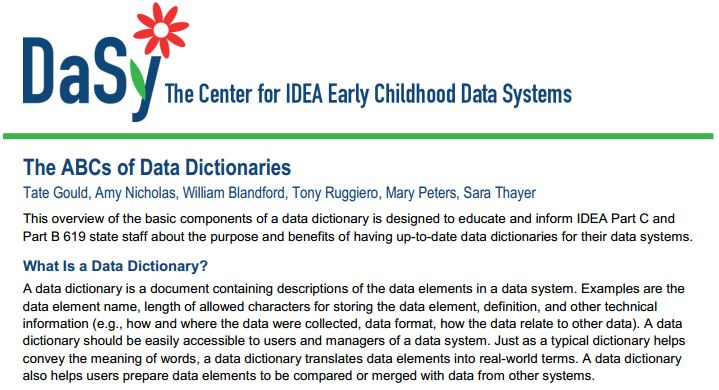 DaSy The Center for IDEA Early Childhood Data Systems
The ABCs of Data Dictionaries
Tate Gould, Amy Nicholas, William Blandford, Tony Ruggiero, Mary Peters, Sara Thayer
This overview of the basic components of a data dictionary is designed to educate and inform IDEA Part C and
Part B 619 state staff about the purpose and benefits of having up-to-date data dictionaries for their data systems.
What Is a Data Dictionary?
A data dictionary is a document containing descriptions of the data elements in a data system. Examples are the
data element name, length of allowed characters for storing the data element, definition, and other technical
information (e.g., how and where the data were collected, data format, how the data relate to other data). A data
dictionary should be easily accessible to users and managers of a data system. Just as a typical dictionary helps
convey the meaning of words, a data dictionary translates data elements into real-world terms. A data dictionary
also helps users prepare data elements to be compared or merged with data from other systems.